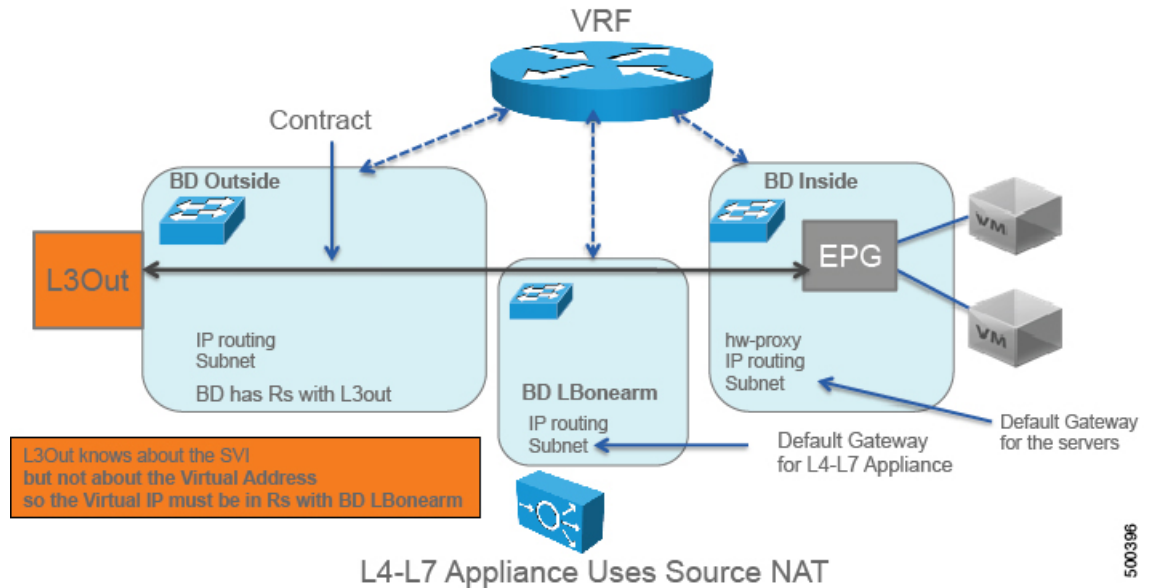 VRF
Contract
BD Outside
BD Inside
VM
EPG
L3Out
VM
IP routing
Subnet
BD has Rs with L3out
hw-proxy
IP routing
Subnet
BD LBonearm
IP routing
Subnet
Default Gateway
for the servers
Default Gateway
for L4-L7 Appliance
L3Out knows about the SVI
but not about the Virtual Address
so the Virtual IP must be in Rs with BD LBonearm
L4-L7 Appliance Uses Source NAT
500396